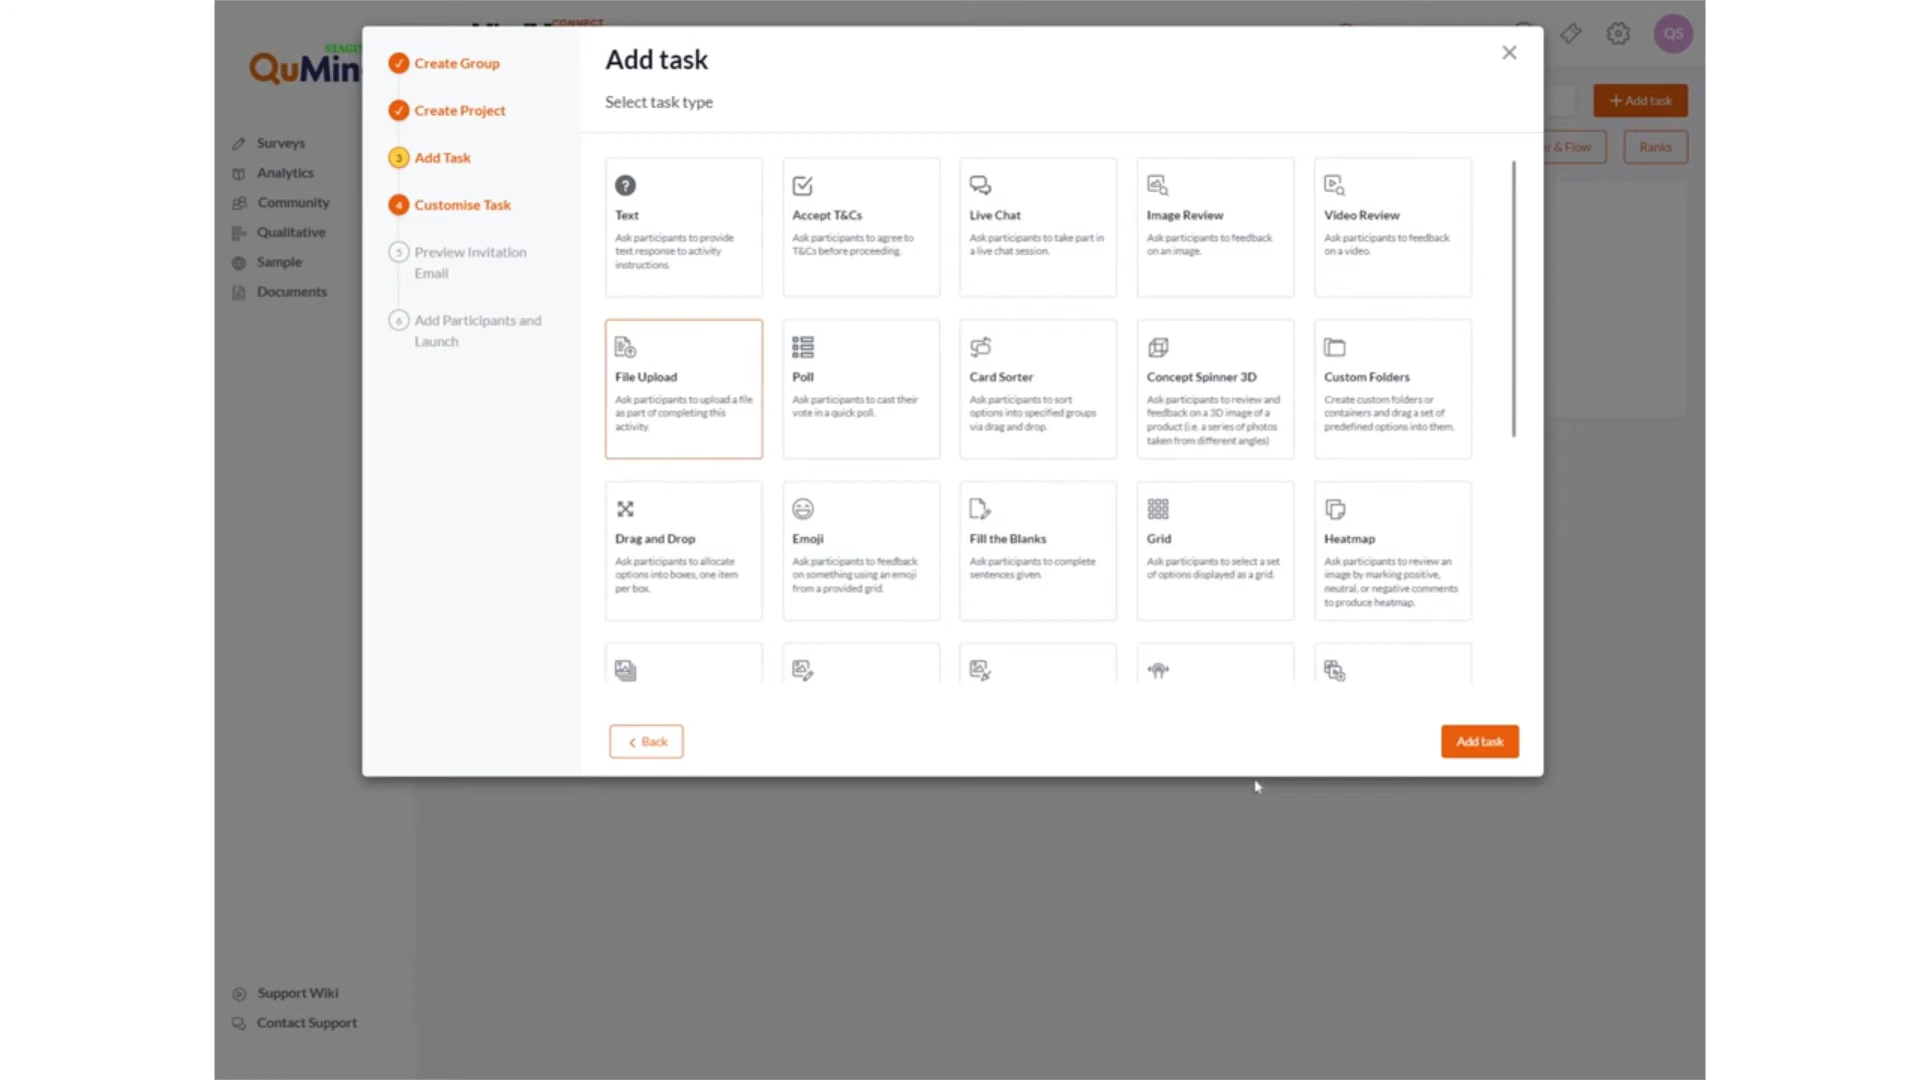 QuMin
Surveys
Analytics
Community
Qualitative
Sample
Documents
Support Wiki
Contact Support
Create Group
Create Project
3
Add Task
4
Customise Task
5
Preview Invitation
Email
6
Add Participants and
Launch
Add task
Select task type
CONNECT
QS
+ Add task
& Flow
Ranks
Text
Ask participants to provide
text response to activity
instructions.
Accept T&Cs
Ask participants to agree to
T&Cs before proceeding.
Live Chat
Ask participants to take part in
a live chat session.
Image Review
Ask participants to feedback
on an image.
Video Review
Ask participants to feedback
on a video.
File Upload
Ask participants to upload a file
as part of completing this
activity.
Poll
Ask participants to cast their
vote in a quick poll.
Card Sorter
Ask participants to sort
options into specified groups
via drag and drop.
Concept Spinner 3D
Ask participants to review and
feedback on a 3D image of a
product (i.e. a series of photos
taken from different angles)
Custom Folders
Create custom folders or
containers and drag a set of
predefined options into them.
Drag and Drop
Ask participants to allocate
options into boxes, one item
per box.
Emoji
Ask participants to feedback
on something using an emoji
from a provided grid.
Fill the Blanks
Ask participants to complete
sentences given.
Grid
Ask participants to select a set
of options displayed as a grid.
Heatmap
Ask participants to review an
image by marking positive,
neutral, or negative comments
to produce heatmap.
Back
Add task